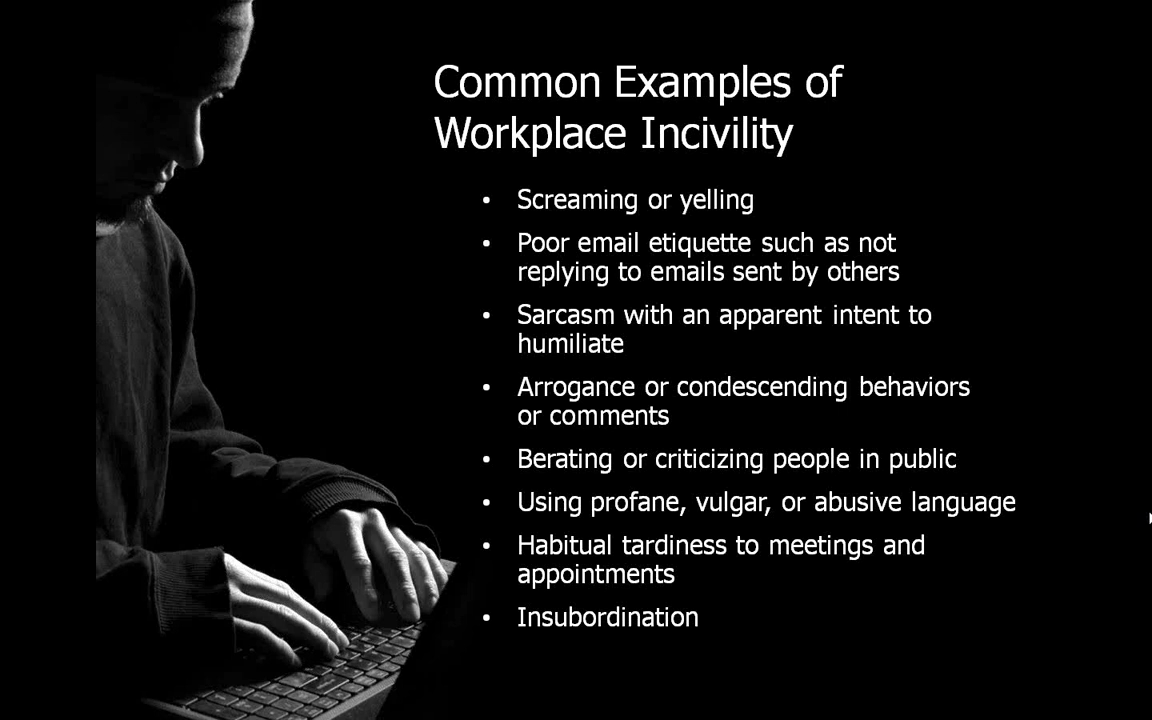 Common Examples of
Workplace Incivility
• Screaming or yelling
• Poor email etiquette such as not
replying to emails sent by others
• Sarcasm with an apparent intent to
humiliate
• Arrogance or condescending behaviors
or comments
• Berating or criticizing people in public
• Using profane, vulgar, or abusive language
• Habitual tardiness to meetings and
appointments
• Insubordination